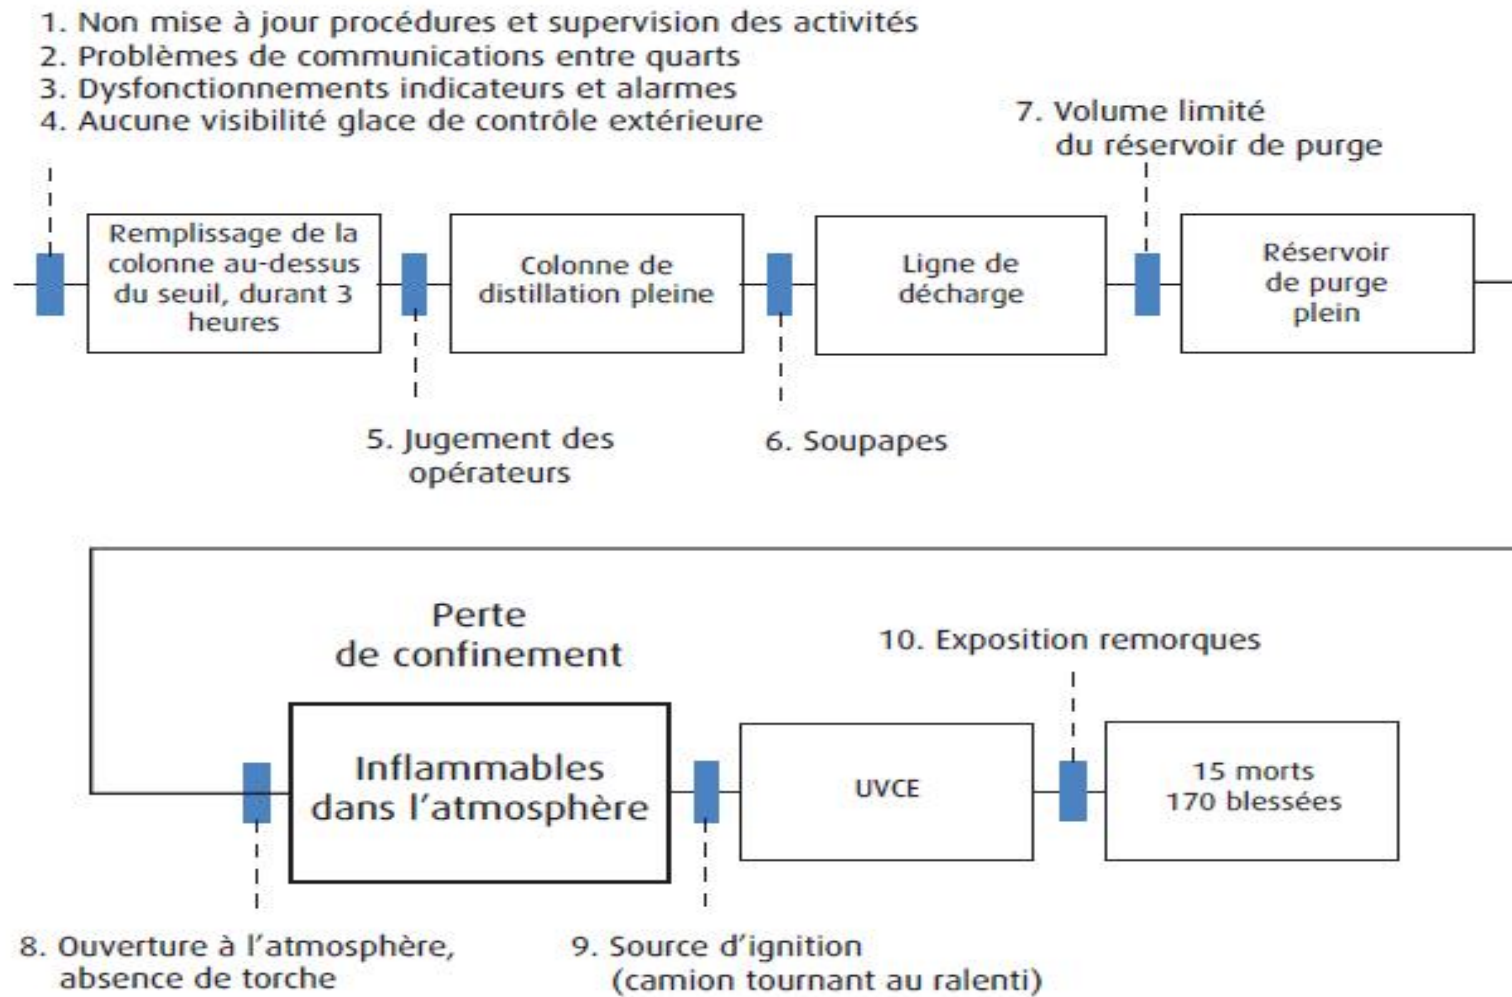 1. Non mise à jour procédures et supervision des activités
2. Problèmes de communications entre quarts
3. Dysfonctionnements indicateurs et alarmes
4. Aucune visibilité glace de contrôle extérieure
7. Volume limité
du réservoir de purge
Remplissage de la
colonne au-dessus
du seuil, durant 3
heures
Colonne de
distillation pleine
Ligne de
décharge
Réservoir
de purge
plein
5. Jugement des
opérateurs
6. Soupapes
Perte
de confinement
10. Exposition remorques
Inflammables
dans l'atmosphère
UVCE
15 morts
170 blessées
8. Ouverture à l'atmosphère,
absence de torche
9. Source d'ignition
(camion tournant au ralenti)